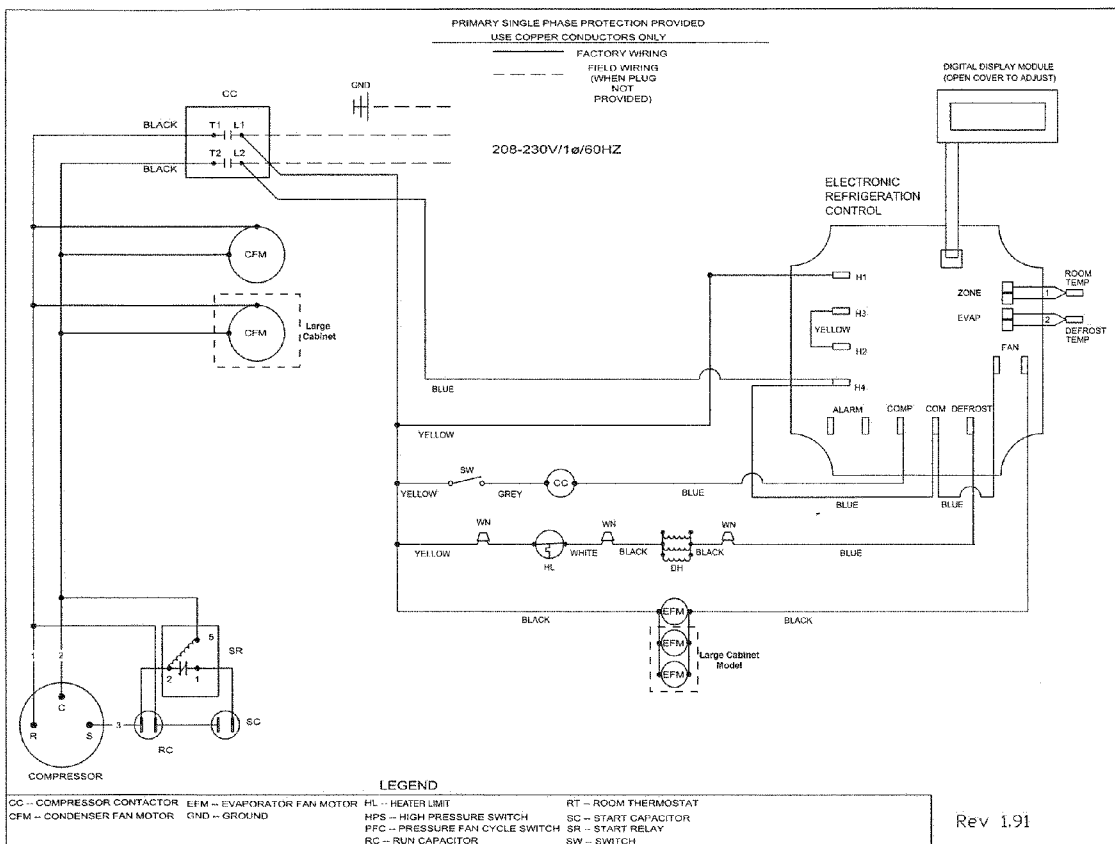 PRIMARY SINGLE PHASE PROTECTION PROVIDED
USE COPPER CONDUCTORS ONLY
FACTORY WIRING
FIELD WIRING
(WHEN PLUG
NOT
PROVIDED)
GND
208-230V/1ø/60HZ
DIGITAL DISPLAY MODULE
(OPEN COVER TO ADJUST)
CC
BLACK
T1
L1
T2
L2
BLACK
CFM
CFM
Large
Cabinet
ELECTRONIC
REFRIGERATION
CONTROL
H1
H3
YELLOW
H2
H4
ZONE
1
ROOM
TEMP
EVAP
2
DEFROST
TEMP
FAN
ALARM
COMP
COM
DEFROST
BLUE
YELLOW
YELLOW
SW
GREY
CC
BLUE
BLUE
BLUE
YELLOW
WN
HL
WHITE
WN
BLACK
DH
BLACK
WN
BLUE
BLACK
EFM
BLACK
EFM
EFM
Large Cabinet
Model
1
2
5
SR
2
1
C
R
S
3
RC
SC
COMPRESSOR
LEGEND
CC -- COMPRESSOR CONTACTOR EFM -- EVAPORATOR FAN MOTOR HL -- HEATER LIMIT RT -- ROOM THERMOSTAT
CFM -- CONDENSER FAN MOTOR GND -- GROUND HPS -- HIGH PRESSURE SWITCH SC -- START CAPACITOR
PFC -- PRESSURE FAN CYCLE SWITCH SR -- START RELAY
RC -- RUN CAPACITOR SW -- SWITCH
Rev 1.91